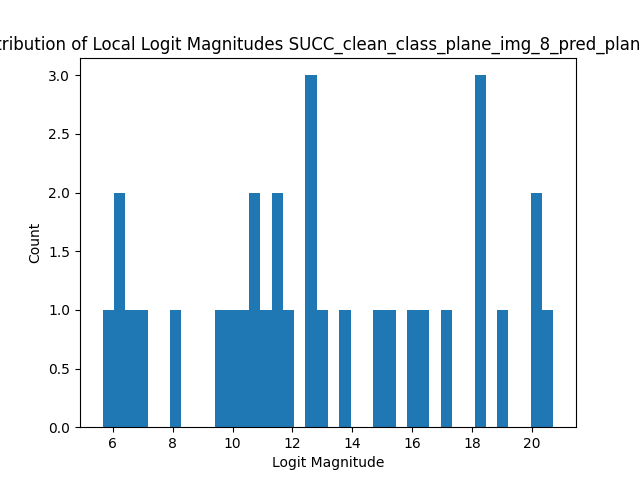 tribution of Local Logit Magnitudes SUCC_clean_class_plane_img_8_pred_plan
3.0
2.5
2.0
1.5
1.0
0.5
0.0
Count
6 8 10 12 14 16 18 20
Logit Magnitude